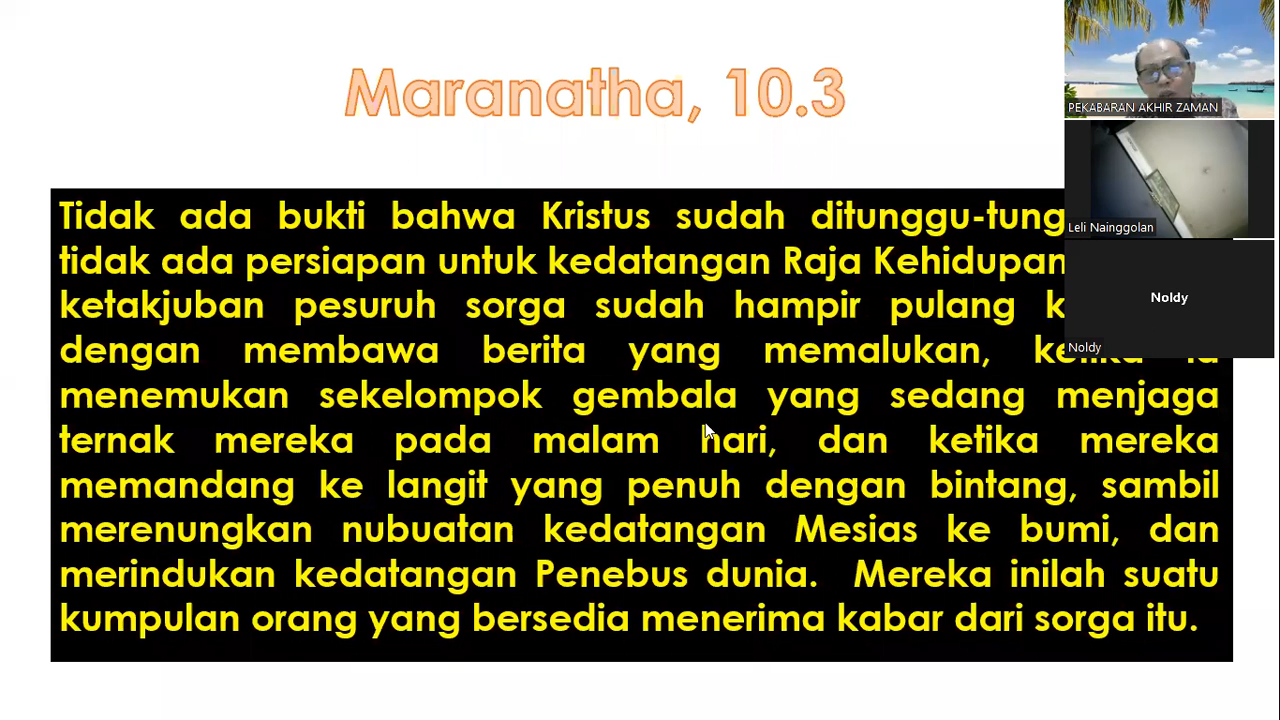 Maranatha, 10.3
Tidak ada bukti bahwa Kristus sudah ditunggu-tung
tidak ada persiapan untuk kedatangan Raja Kehidupan
ketakjuban pesuruh sorga sudah hampir pulang k
dengan membawa berita yang memalukan, ketika ia
menemukan sekelompok gembala yang sedang menjaga
ternak mereka pada malam hari, dan ketika mereka
memandang ke langit yang penuh dengan bintang, sambil
merenungkan nubuatan kedatangan Mesias ke bumi, dan
merindukan kedatangan Penebus dunia. Mereka inilah suatu
kumpulan orang yang bersedia menerima kabar dari sorga itu.
PEKABARAN AKHIR ZAMAN
Leli Nainggolan
Noldy
Noldy